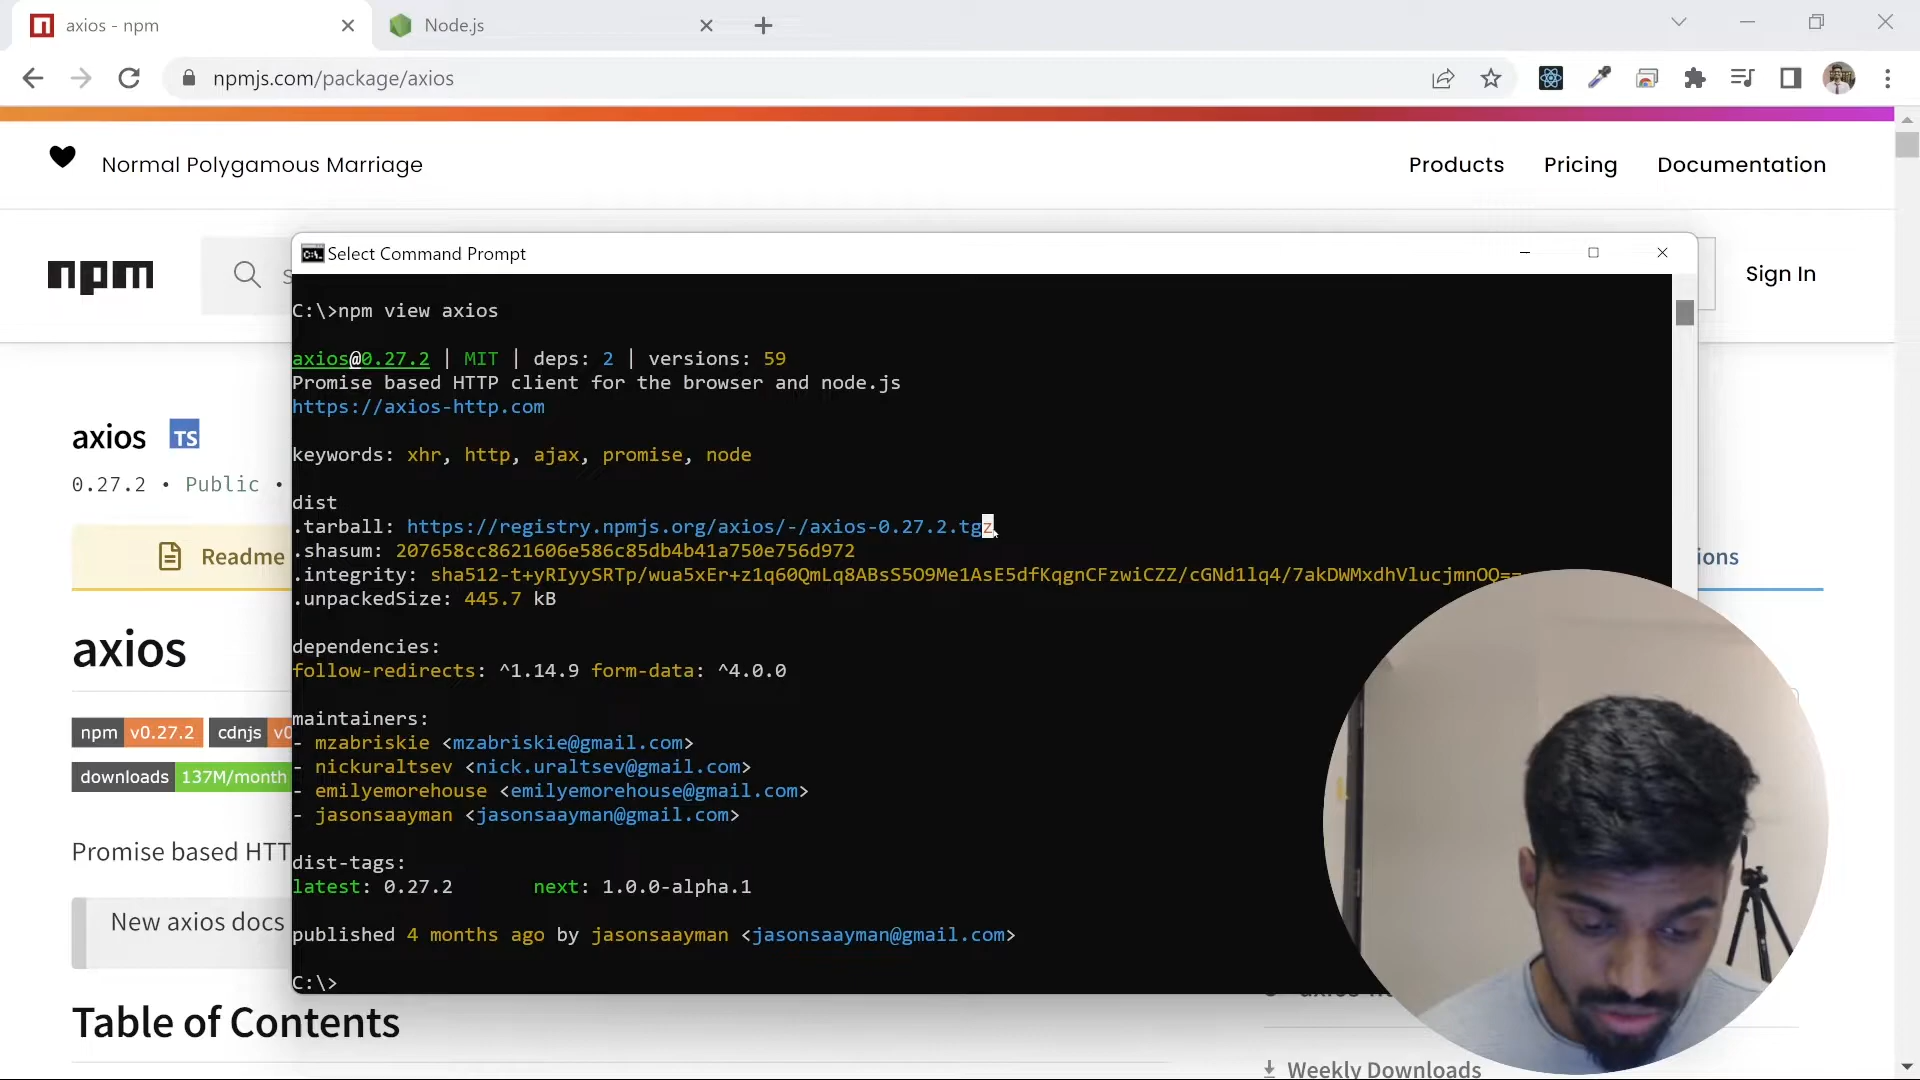 axios - npm
Node.js
npmjs.com/package/axios
Normal Polygamous Marriage
Products
Pricing
Documentation
npm
Sign In
Select Command Prompt
C:\>npm view axios
axios@0.27.2 | MIT | deps: 2 | versions: 59
Promise based HTTP client for the browser and node.js
https://axios-http.com
keywords: xhr, http, ajax, promise, node
dist
.tarball: https://registry.npmjs.org/axios/-/axios-0.27.2.tgz
.shasum: 207658cc8621606e586c85db4b41a750e756d972
.integrity: sha512-t+yRIyySRTp/wua5xEr+z1q60QmLq8ABsS5O9Me1AsE5dfKqgnCFzwiCZZ/cGNd1lq4/7akDWMxdhVlucjmnOQ==
.unpackedSize: 445.7 kB
dependencies:
follow-redirects: ^1.14.9 form-data: ^4.0.0
maintainers:
- mzabriskie <mzabriskie@gmail.com>
- nickuraltsev <nick.uraltsev@gmail.com>
- emilyemorehouse <emilyemorehouse@gmail.com>
- jasonsaayman <jasonsaayman@gmail.com>
dist-tags:
latest: 0.27.2 next: 1.0.0-alpha.1
published 4 months ago by jasonsaayman <jasonsaayman@gmail.com>
C:\>
axios TS
0.27.2 • Public •
Readme
axios
npm v0.27.2 cdnjs v0
downloads 137M/month
Promise based HTT
New axios docs
Table of Contents
Weekly Downloads